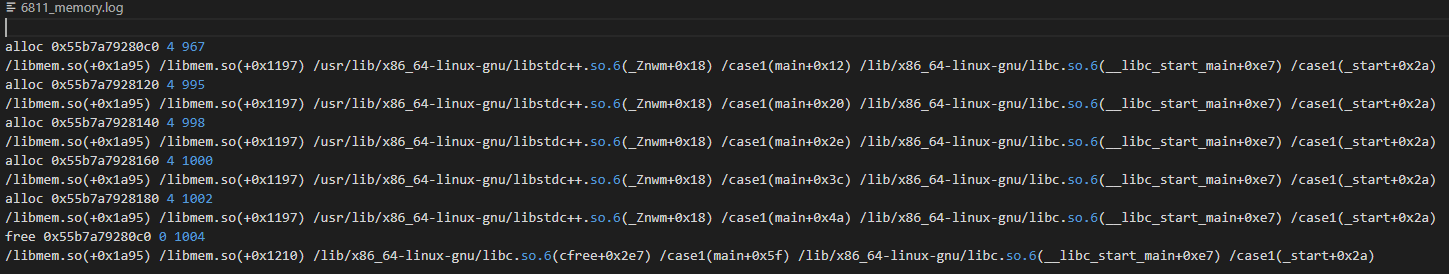 6811_memory.log
alloc 0x55b7a79280c0 4 967
/libmem.so(+0x1a95) /libmem.so(+0x1197) /usr/lib/x86_64-linux-gnu/libstdc++.so.6(_Znwm+0x18) /case1(main+0x12) /lib/x86_64-linux-gnu/libc.so.6(__libc_start_main+0xe7) /case1(_start+0x2a)
alloc 0x55b7a7928120 4 995
/libmem.so(+0x1a95) /libmem.so(+0x1197) /usr/lib/x86_64-linux-gnu/libstdc++.so.6(_Znwm+0x18) /case1(main+0x20) /lib/x86_64-linux-gnu/libc.so.6(__libc_start_main+0xe7) /case1(_start+0x2a)
alloc 0x55b7a7928140 4 998
/libmem.so(+0x1a95) /libmem.so(+0x1197) /usr/lib/x86_64-linux-gnu/libstdc++.so.6(_Znwm+0x18) /case1(main+0x2e) /lib/x86_64-linux-gnu/libc.so.6(__libc_start_main+0xe7) /case1(_start+0x2a)
alloc 0x55b7a7928160 4 1000
/libmem.so(+0x1a95) /libmem.so(+0x1197) /usr/lib/x86_64-linux-gnu/libstdc++.so.6(_Znwm+0x18) /case1(main+0x3c) /lib/x86_64-linux-gnu/libc.so.6(__libc_start_main+0xe7) /case1(_start+0x2a)
alloc 0x55b7a7928180 4 1002
/libmem.so(+0x1a95) /libmem.so(+0x1197) /usr/lib/x86_64-linux-gnu/libstdc++.so.6(_Znwm+0x18) /case1(main+0x4a) /lib/x86_64-linux-gnu/libc.so.6(__libc_start_main+0xe7) /case1(_start+0x2a)
free 0x55b7a79280c0 0 1004
/libmem.so(+0x1a95) /libmem.so(+0x1210) /lib/x86_64-linux-gnu/libc.so.6(cfree+0x2e7) /case1(main+0x5f) /lib/x86_64-linux-gnu/libc.so.6(__libc_start_main+0xe7) /case1(_start+0x2a)